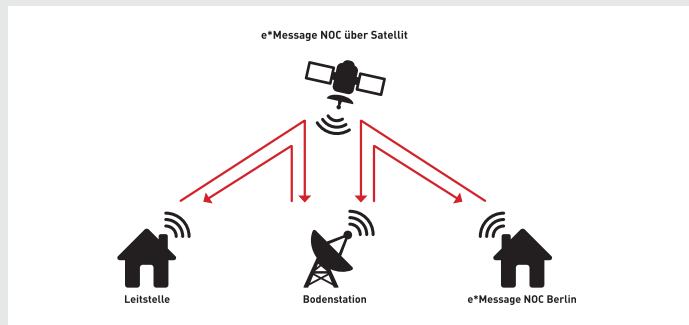 e*Message NOC über Satellit
Leitstelle
Bodenstation
e*Message NOC Berlin